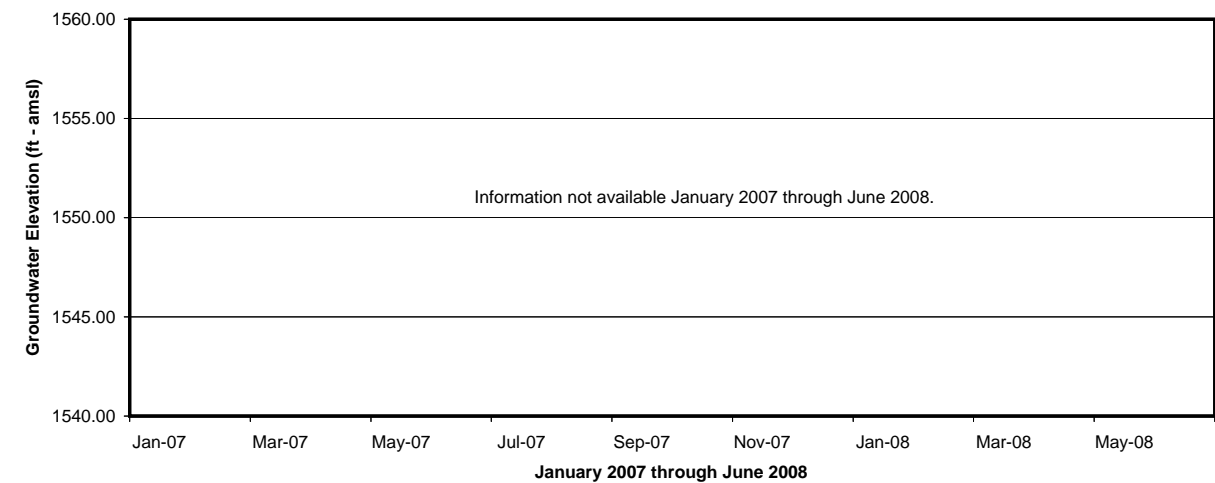 1560.00
1555.00
1550.00
1545.00
1540.00
Groundwater Elevation (ft - amsl)
Information not available January 2007 through June 2008.
Jan-07 Mar-07 May-07 Jul-07 Sep-07 Nov-07 Jan-08 Mar-08 May-08
January 2007 through June 2008